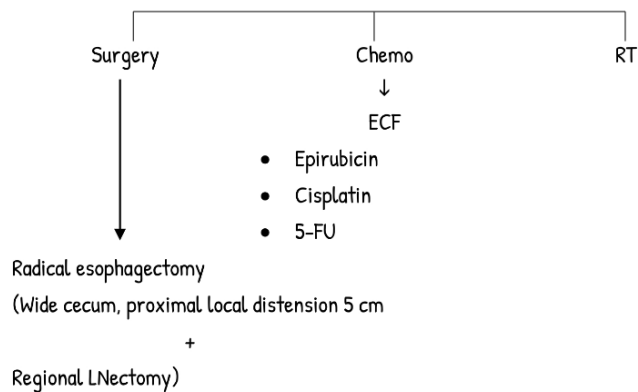 Surgery Chemo RT
↓
ECF
• Epirubicin
• Cisplatin
• 5-FU
Radical esophagectomy
(Wide cecum, proximal local distension 5 cm
+
Regional LNectomy)